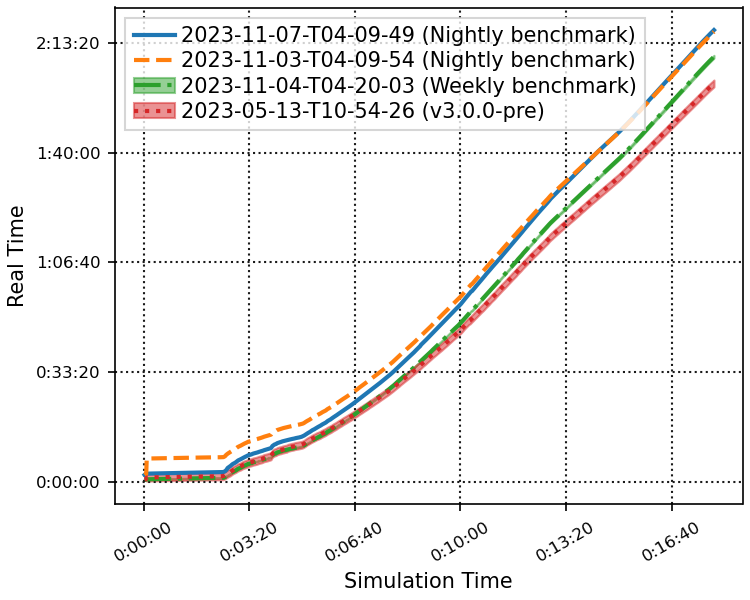 2023-11-07-T04-09-49 (Nightly benchmark)
2023-11-03-T04-09-54 (Nightly benchmark)
2023-11-04-T04-20-03 (Weekly benchmark)
2023-05-13-T10-54-26 (v3.0.0-pre)
2:13:20
1:40:00
1:06:40
0:33:20
0:00:00
Real Time
0:00:00
0:03:20
0:06:40
0:10:00
0:13:20
0:16:40
Simulation Time